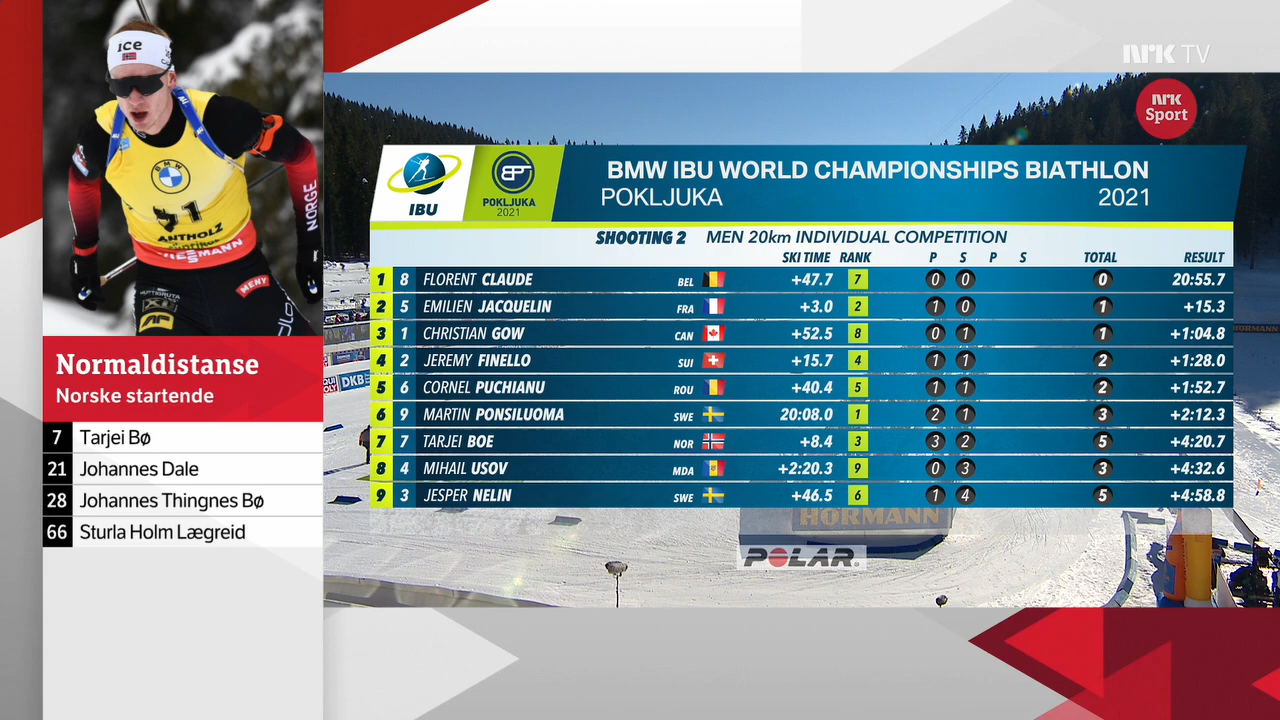 ice
NORGE
BMW
ANTHOLZ
MENY
Normaldistanse
Norske startende
7 Tarjei Bø
21 Johannes Dale
28 Johannes Thingnes Bø
66 Sturla Holm Lægreid
NRK TV
NRK
Sport
IBU
POKLJUKA
2021
BMW IBU WORLD CHAMPIONSHIPS BIATHLON
POKLJUKA 2021
SHOOTING 2 MEN 20km INDIVIDUAL COMPETITION
SKI TIME RANK P S P S TOTAL RESULT
1 8 FLORENT CLAUDE BEL +47.7 7 0 0 0 20:55.7
2 5 EMILIEN JACQUELIN FRA +3.0 2 1 0 1 +15.3
3 1 CHRISTIAN GOW CAN +52.5 8 0 1 1 +1:04.8
4 2 JEREMY FINELLO SUI +15.7 4 1 1 2 +1:28.0
5 6 CORNEL PUCHIANU ROU +40.4 5 1 1 2 +1:52.7
6 9 MARTIN PONSILUOMA SWE 20:08.0 1 2 1 3 +2:12.3
7 7 TARJEI BOE NOR +8.4 3 3 2 5 +4:20.7
8 4 MIHAIL USOV MDA +2:20.3 9 0 3 3 +4:32.6
9 3 JESPER NELIN SWE +46.5 6 1 4 5 +4:58.8
HÖRMANN
POLAR
DKB
HÖRMANN